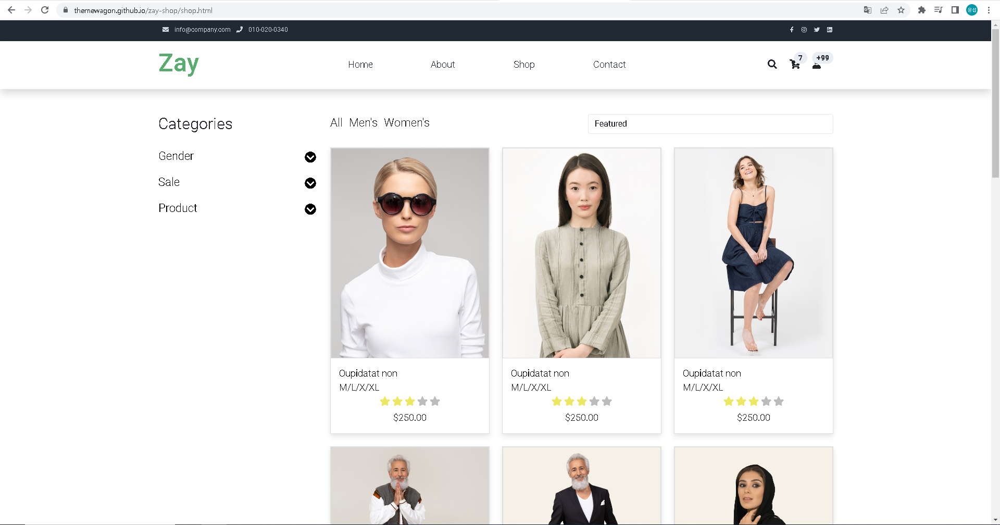 themewagon.github.io/zay-shop/shop.html
윤섭
info@company.com 010-020-0340
Zay
Home About Shop Contact
7 +99
Categories
All Men's Women's
Featured
Gender
Sale
Product
Oupidatat non
M/L/X/XL
$250.00
Oupidatat non
M/L/X/XL
$250.00
Oupidatat non
M/L/X/XL
$250.00